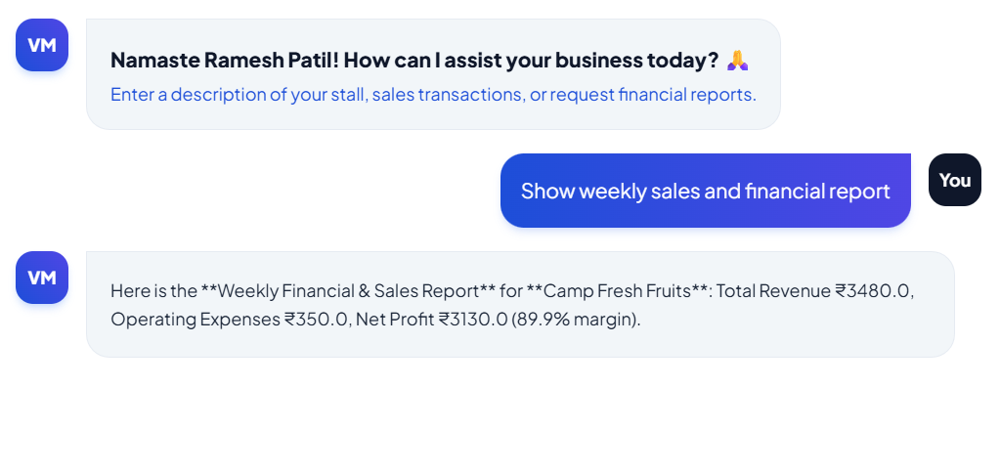 VM
Namaste Ramesh Patil! How can I assist your business today? 🙏
Enter a description of your stall, sales transactions, or request financial reports.
Show weekly sales and financial report
You
VM
Here is the **Weekly Financial & Sales Report** for **Camp Fresh Fruits**: Total Revenue ₹3480.0,
Operating Expenses ₹350.0, Net Profit ₹3130.0 (89.9% margin).